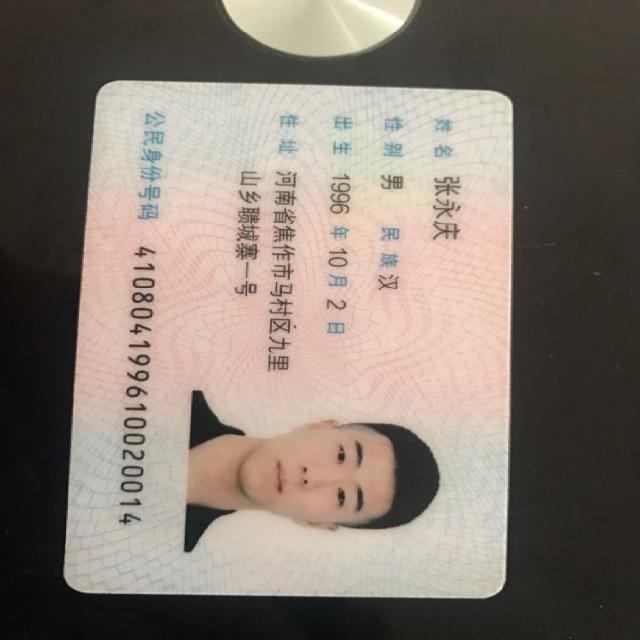 姓名 张永庆
性别 男 民族 汉
出生 1996 年 10 月 2 日
住址 河南省焦作市马村区九里
山乡聩城寨一号
公民身份号码 410804199610020014